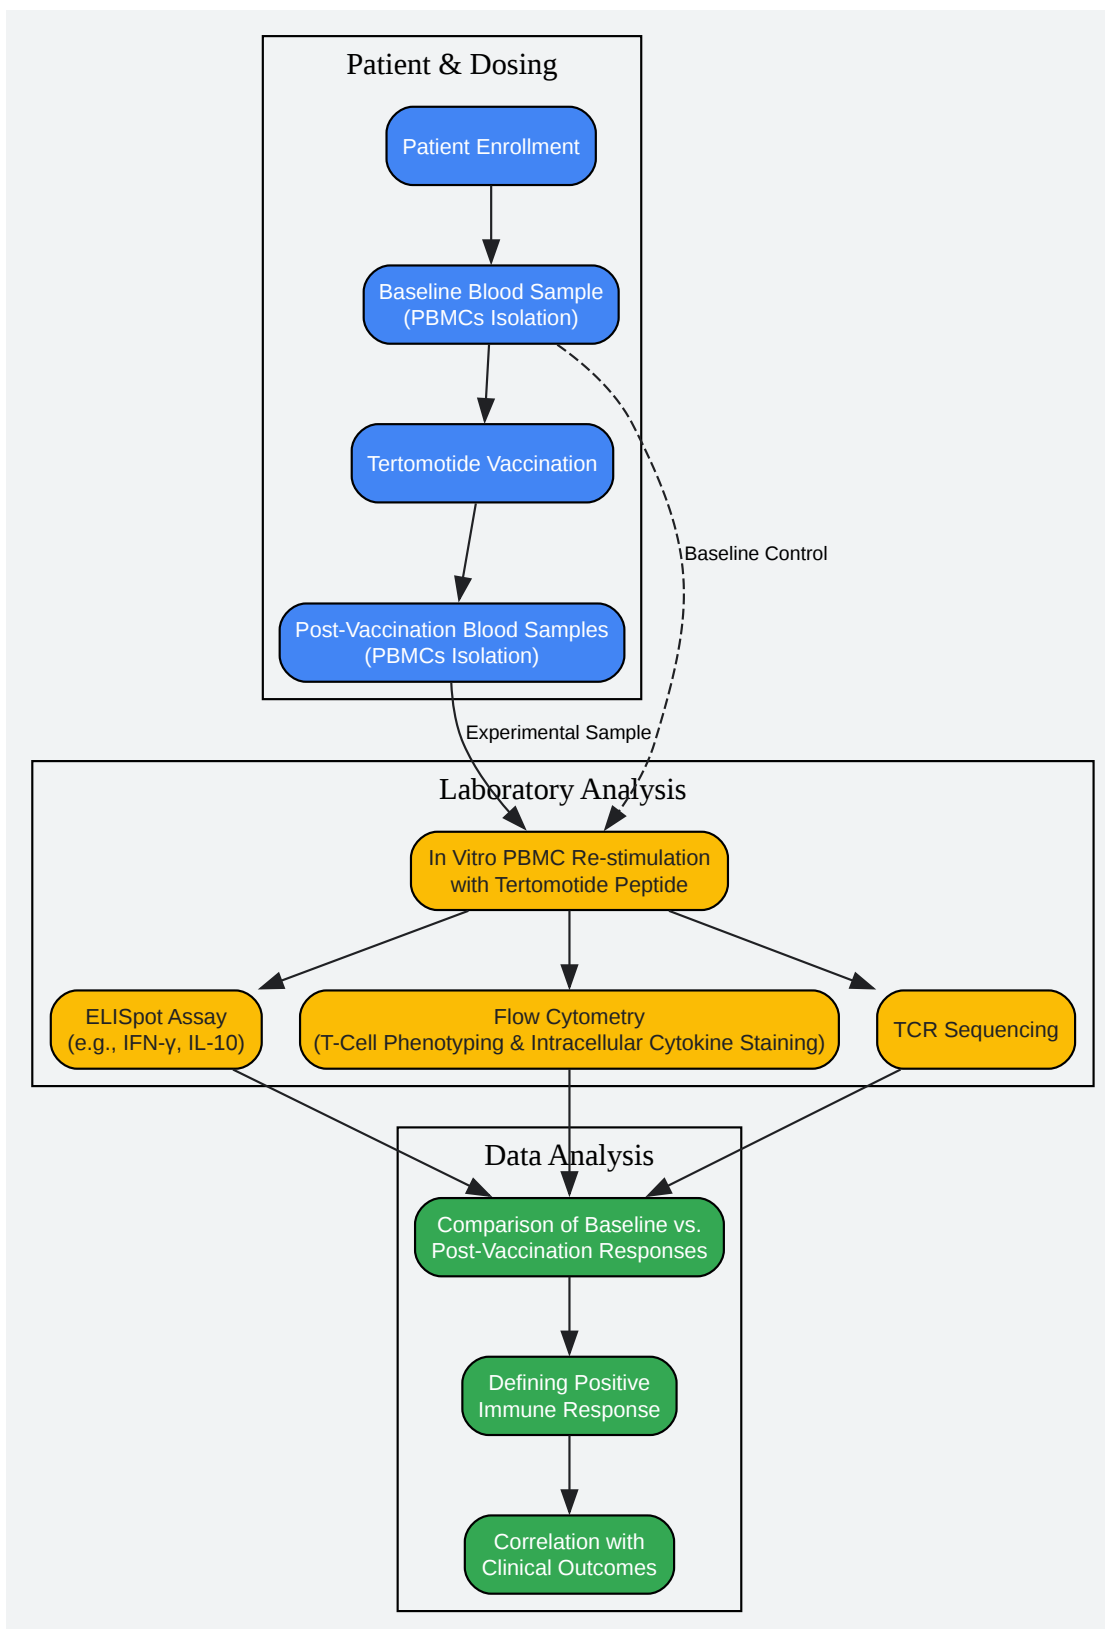 Patient & Dosing
Patient Enrollment
Baseline Blood Sample
(PBMCs Isolation)
Tertomotide Vaccination
Baseline Control
Post-Vaccination Blood Samples
(PBMCs Isolation)
Experimental Sample
Laboratory Analysis
In Vitro PBMC Re-stimulation
with Tertomotide Peptide
ELISpot Assay
(e.g., IFN-γ, IL-10)
Flow Cytometry
(T-Cell Phenotyping & Intracellular Cytokine Staining)
TCR Sequencing
Data Analysis
Comparison of Baseline vs.
Post-Vaccination Responses
Defining Positive
Immune Response
Correlation with
Clinical Outcomes